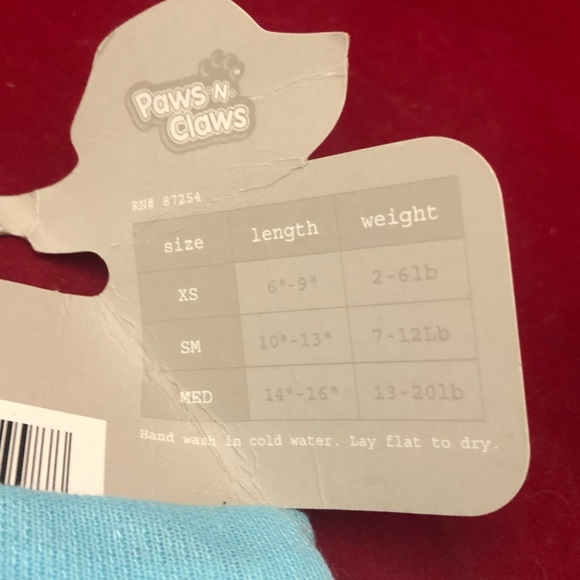 Paws 'N'
Claws
™
RN# 87254
size length weight
XS 6"-9" 2-6lb
SM 10"-13" 7-12Lb
MED 14"-16" 13-20lb
Hand wash in cold water. Lay flat to dry.